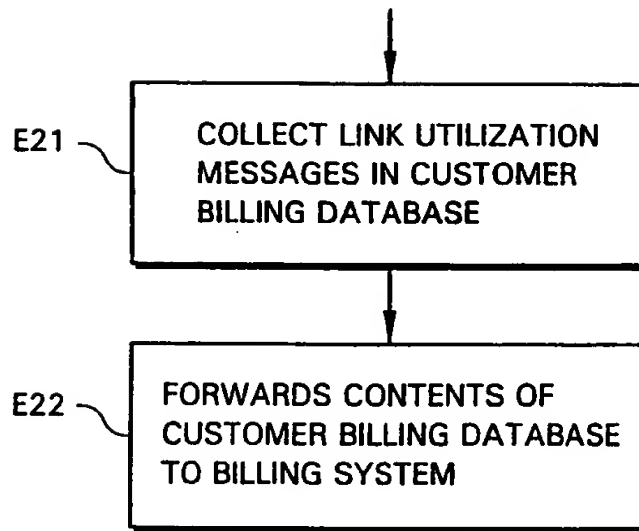 E21
COLLECT LINK UTILIZATION
MESSAGES IN CUSTOMER
BILLING DATABASE
E22
FORWARDS CONTENTS OF
CUSTOMER BILLING DATABASE
TO BILLING SYSTEM